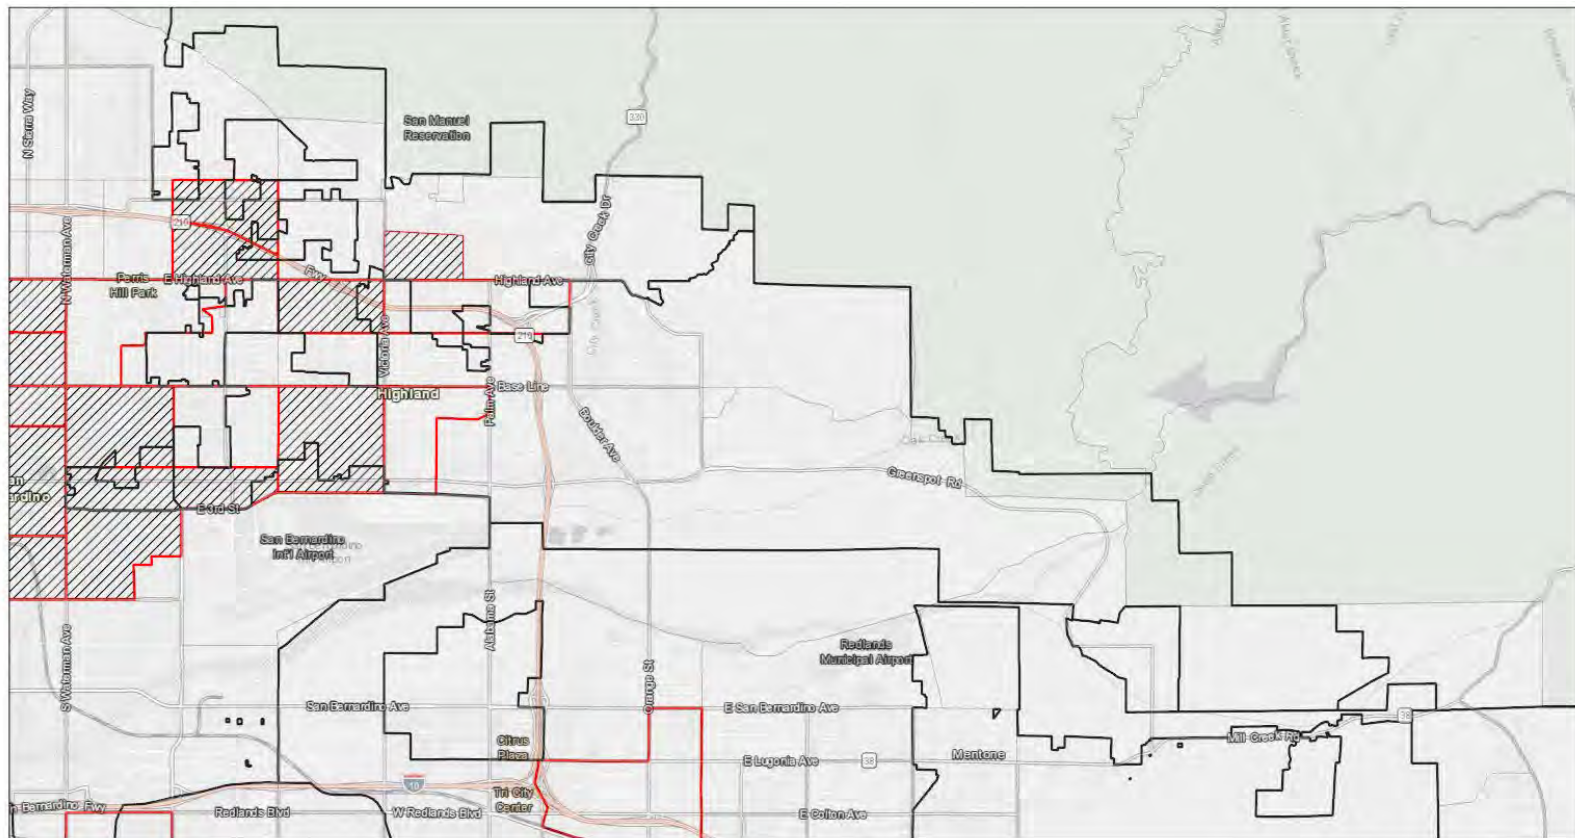 330
San Manuel
Reservation
N Sierra Way
City Creek Dr
210
N Waterman Ave
Perris
Hill Park
E Highland Ave
Fwy
Highland Ave
City Creek
210
Victoria Ave
Highland
Base Line
Palm Ave
Boulder Ave
Greenspot Rd
E 3rd St
San Bernardino
Int'l Airport
Alabama St
S Waterman Ave
Orange St
Redlands
Municipal Airport
San Bernardino Ave
E San Bernardino Ave
38
Citrus
Plaza
E Lugonia Ave
38
Mentone
Mill Creek Rd
10
Tri City
Center
Bernardino Fwy
Redlands Blvd
W Redlands Blvd
E Colton Ave